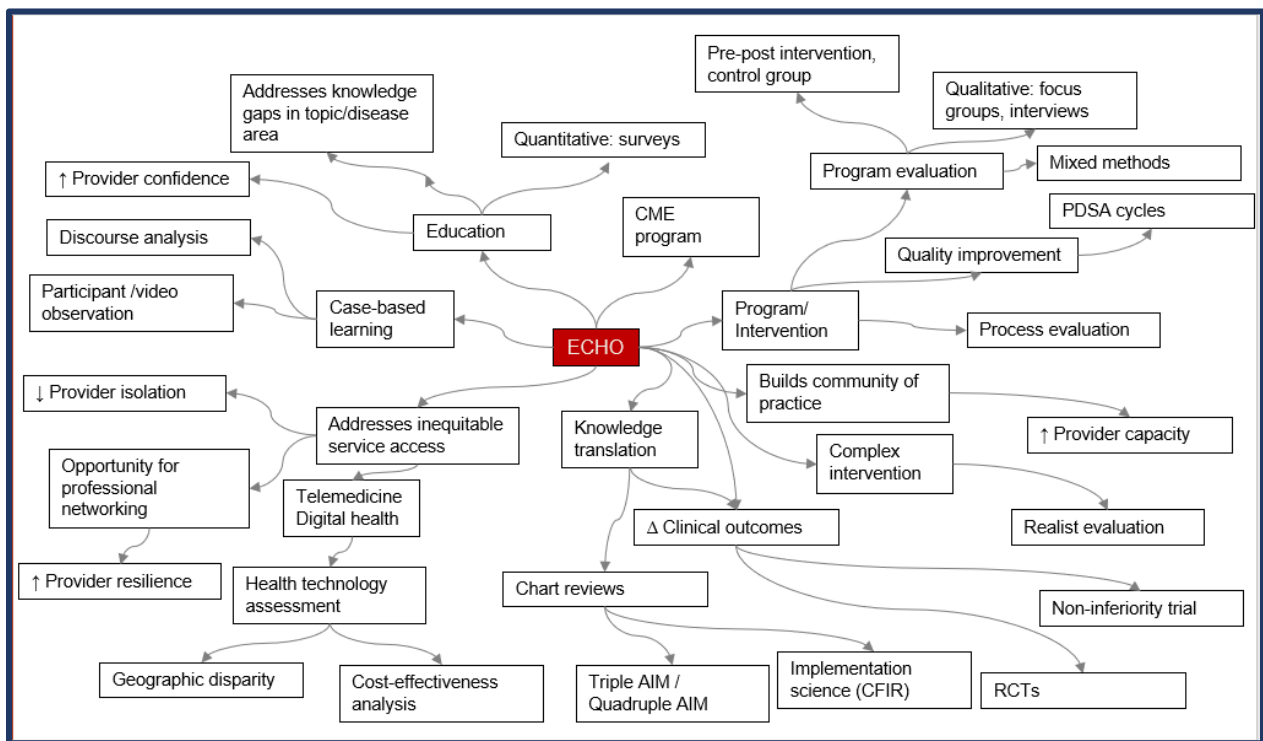 Pre-post intervention,
control group
Addresses knowledge
gaps in topic/disease
area
Qualitative: focus
groups, interviews
Quantitative: surveys
Program evaluation
Mixed methods
↑ Provider confidence
CME
program
PDSA cycles
Education
Discourse analysis
Quality improvement
Participant /video
observation
Case-based
learning
Program/
Intervention
Process evaluation
ECHO
↓ Provider isolation
Builds community of
practice
Addresses inequitable
service access
Knowledge
translation
↑ Provider capacity
Complex
intervention
Opportunity for
professional
networking
Telemedicine
Digital health
Δ Clinical outcomes
Realist evaluation
↑ Provider resilience
Health technology
assessment
Chart reviews
Non-inferiority trial
Geographic disparity
Cost-effectiveness
analysis
Triple AIM /
Quadruple AIM
Implementation
science (CFIR)
RCTs